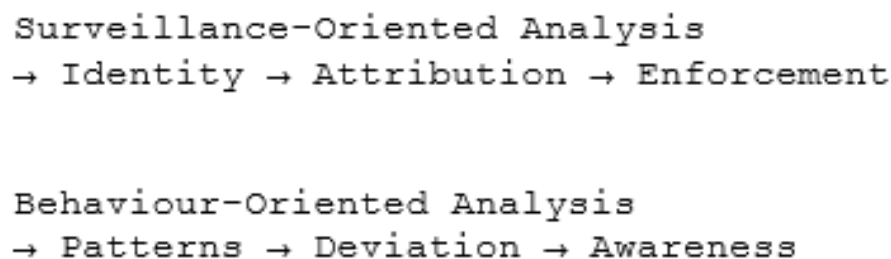 Surveillance-Oriented Analysis
→ Identity → Attribution → Enforcement
Behaviour-Oriented Analysis
→ Patterns → Deviation → Awareness